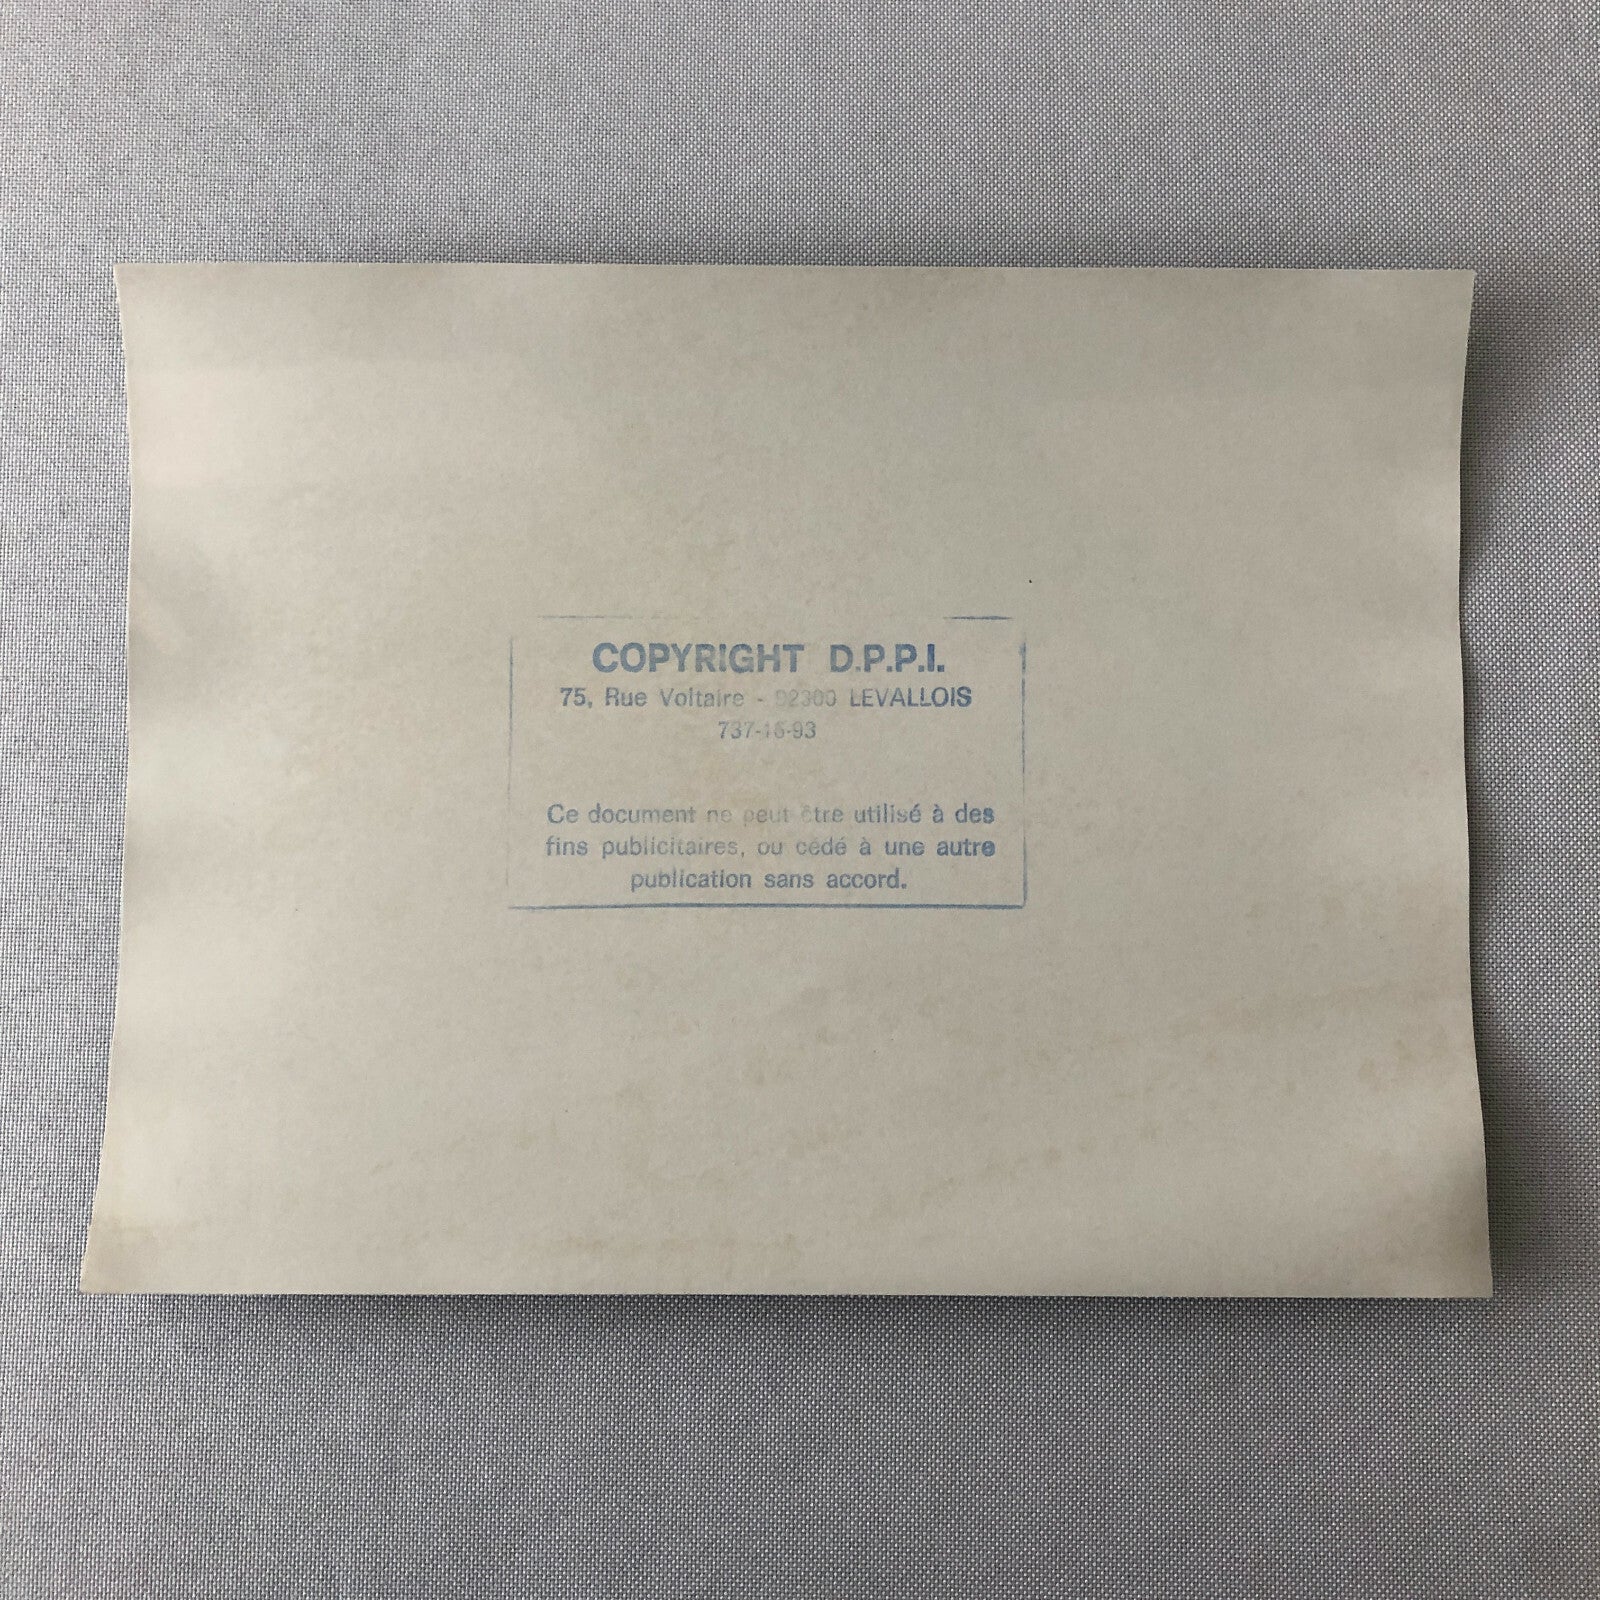 COPYRIGHT D.P.P.I.
75, Rue Voltaire - 92300 LEVALLOIS
737-15-93
Ce document ne peut être utilisé à des
fins publicitaires, ou cédé à une autre
publication sans accord.